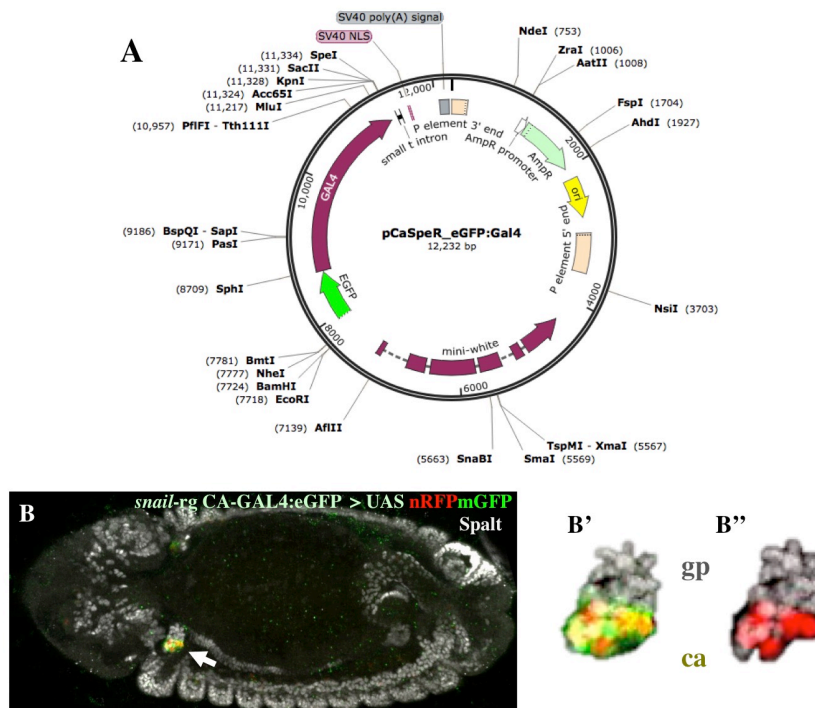 A
SV40 poly(A) signal
SV40 NLS
(11,334) SpeI
(11,331) SacII
(11,328) KpnI
(11,324) Acc65I
(11,217) MluI
(10,957) PflFI - Tth111I
(9186) BspQI - SapI
(9171) PasI
(8709) SphI
(7781) BmtI
(7777) NheI
(7724) BamHI
(7718) EcoRI
(7139) AflII
NdeI (753)
ZraI (1006)
AatII (1008)
FspI (1704)
AhdI (1927)
NsiI (3703)
TspMI - XmaI (5567)
SmaI (5569)
(5663) SnaBI
12,000
2000
4000
6000
8000
10,000
P element 3' end
small t intron
AmpR promoter
AmpR
ori
P element 5' end
GAL4
EGFP
mini-white
pCaSpeR_eGFP:Gal4
12,232 bp
B
snail-rg CA-GAL4:eGFP > UAS nRFPmGFP
Spalt
B'
B''
gp
ca